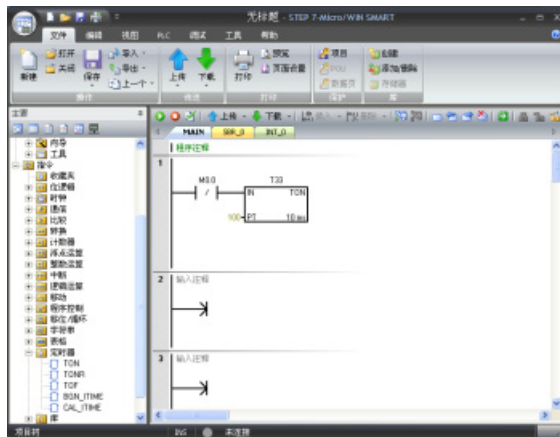 无标题 - STEP 7-Micro/WIN SMART
文件 编辑 视图 PLC 调试 工具 帮助
新建
打开
关闭
保存
导入
导出
上一个
操作
上传
下载
传送
打印
预览
页面设置
打印
项目
POU
数据页
保护
创建
添加/删除
存储器
库
主要
上传 下载
MAIN SBR_0 INT_0
向导
工具
指令
收藏夹
位逻辑
时钟
通信
比较
转换
计数器
浮点运算
整数运算
中断
逻辑运算
移动
程序控制
移位/循环
字符串
表格
定时器
TON
TONR
TOF
BGN_ITIME
CAL_ITIME
库
程序注释
1
M0.0 T33
IN TON
100 PT 10 ms
2 输入注释
3 输入注释
项目树 INS 未连接